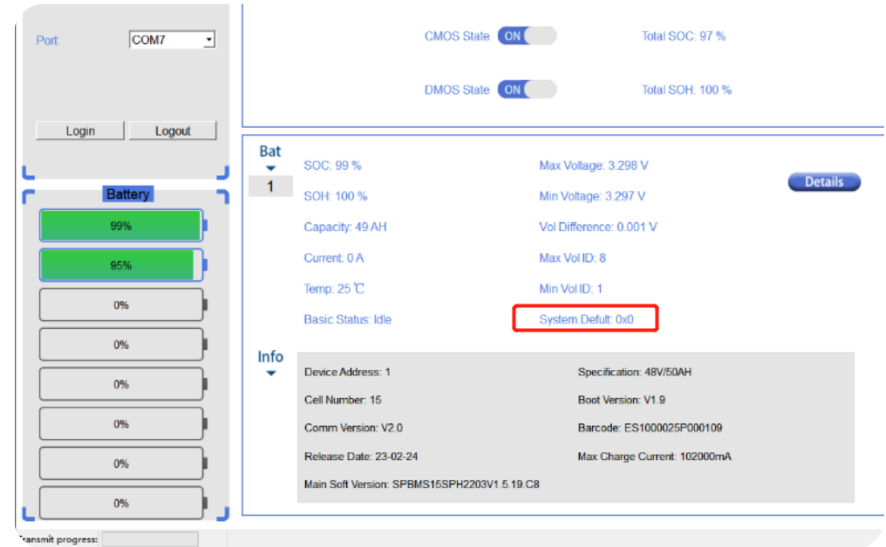 Port:
COM7
Login
Logout
Battery
99%
95%
0%
0%
0%
0%
0%
0%
CMOS State ON
Total SOC: 97 %
DMOS State ON
Total SOH: 100 %
Bat
1
SOC: 99 %
Max Voltage: 3.298 V
Details
SOH: 100 %
Min Voltage: 3.297 V
Capacity: 49 AH
Vol Difference: 0.001 V
Current: 0 A
Max Vol ID: 8
Temp: 25 ℃
Min Vol ID: 1
Basic Status: Idle
System Defult: 0x0
Info
Device Address: 1
Specification: 48V/50AH
Cell Number: 15
Boot Version: V1.9
Comm Version: V2.0
Barcode: ES1000025P000109
Release Date: 23-02-24
Max Charge Current: 102000mA
Main Soft Version: SPBMS15SPH2203V1.5.19.C8
Transmit progress: